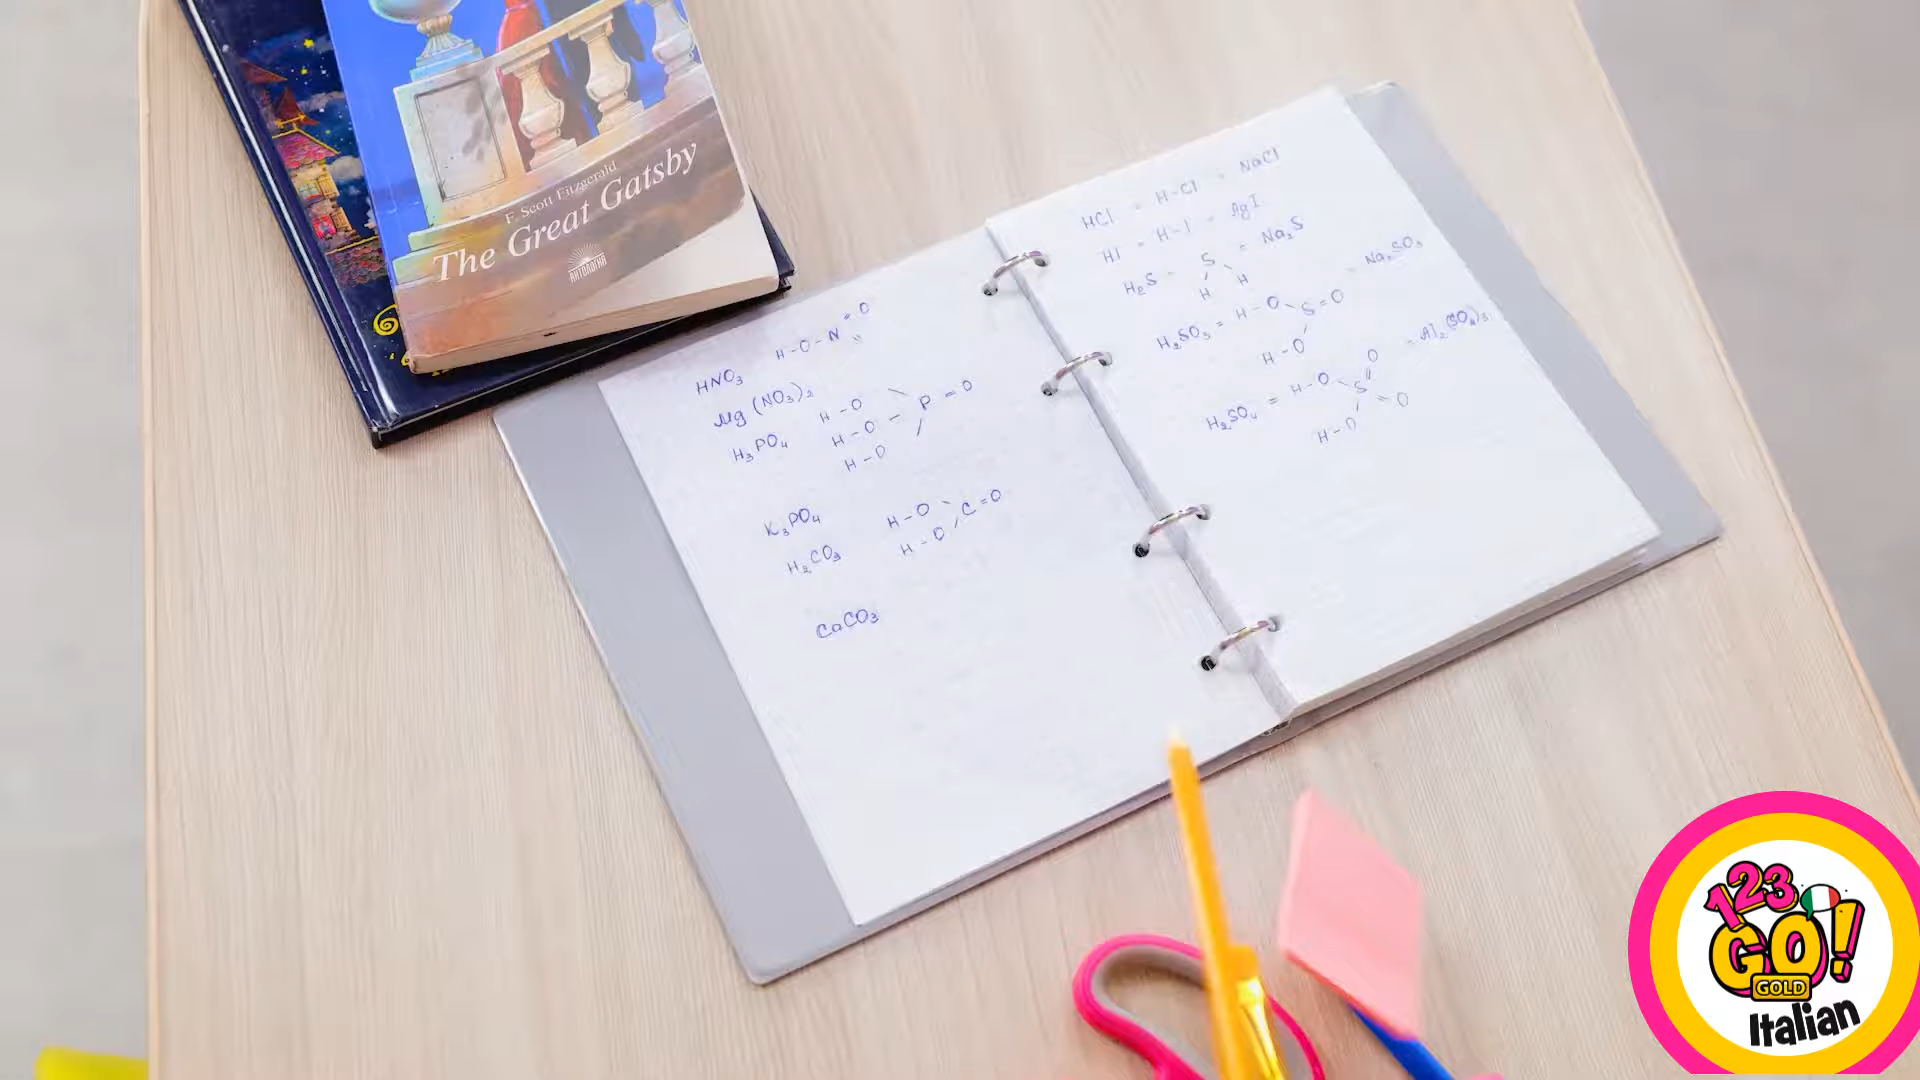 F. Scott Fitzgerald
The Great Gatsby
АНТОЛОГИЯ
HNO3 H-O-N=O
Mg(NO3)2
H3PO4 H-O
H-O - P=O
H-O
K3PO4
H2CO3 H-O
H-O C=O
CaCO3
HCl = H-Cl = NaCl
HI = H-I = AgI
H2S - S = Na2S
H H
H2SO3 = H-O S=O = Na2SO3
H-O
H2SO4 = H-O S O = Al2(SO4)3
O
H-O
123
GO!
GOLD
Italian